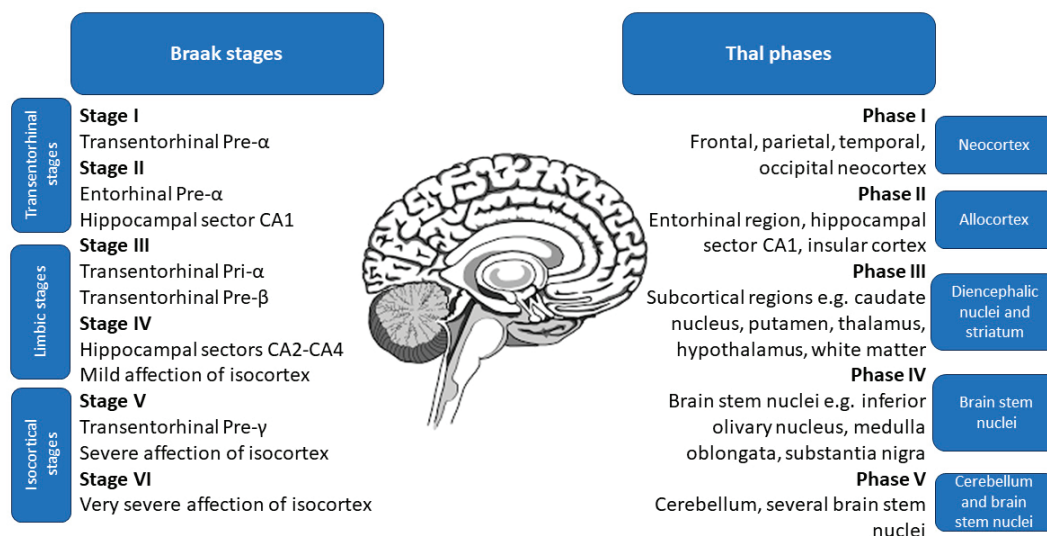 Braak stages
Transentorhinal
stages
Stage I
Transentorhinal Pre-α
Stage II
Entorhinal Pre-α
Hippocampal sector CA1
Limbic stages
Stage III
Transentorhinal Pri-α
Transentorhinal Pre-β
Stage IV
Hippocampal sectors CA2-CA4
Mild affection of isocortex
Isocortical
stages
Stage V
Transentorhinal Pre-γ
Severe affection of isocortex
Stage VI
Very severe affection of isocortex
Thal phases
Phase I
Frontal, parietal, temporal,
occipital neocortex
Neocortex
Phase II
Entorhinal region, hippocampal
sector CA1, insular cortex
Allocortex
Phase III
Subcortical regions e.g. caudate
nucleus, putamen, thalamus,
hypothalamus, white matter
Diencephalic
nuclei and
striatum
Phase IV
Brain stem nuclei e.g. inferior
olivary nucleus, medulla
oblongata, substantia nigra
Brain stem
nuclei
Phase V
Cerebellum, several brain stem
nuclei
Cerebellum
and brain
stem nuclei